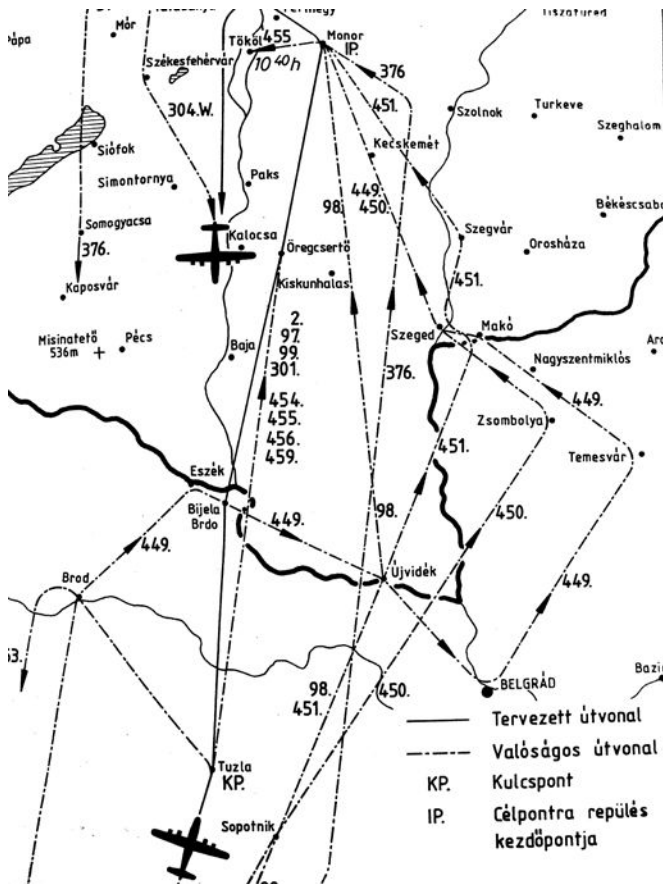 Mór
Pápa
Tököl
455
10 40 h
Monor
IP.
Székesfehérvár
376
451.
304.W.
Szolnok
Turkeve
Szeghalom
Kecskemét
Siófok
Simontornya
Paks
449.
450.
98.
Békéscsaba
Somogyacsa
376.
Kalocsa
Öregcsertő
Szegvár
Orosháza
Kiskunhalas
451.
Kaposvár
Misinatető
536m
Pécs
Baja
2.
97.
99.
301.
454.
455.
456.
459.
Szeged
Makó
376.
Nagyszentmiklós
449.
Zsombolya
451.
Temesvár
Eszék
Bijela
Brdo
449.
98.
450.
449.
Újvidék
449.
Brod
98.
451.
450.
BELGRÁD
Tuzla
KP.
Sopotnik
Tervezett útvonal
Valóságos útvonal
KP. Kulcspont
IP. Célpontra repülés
kezdőpontja